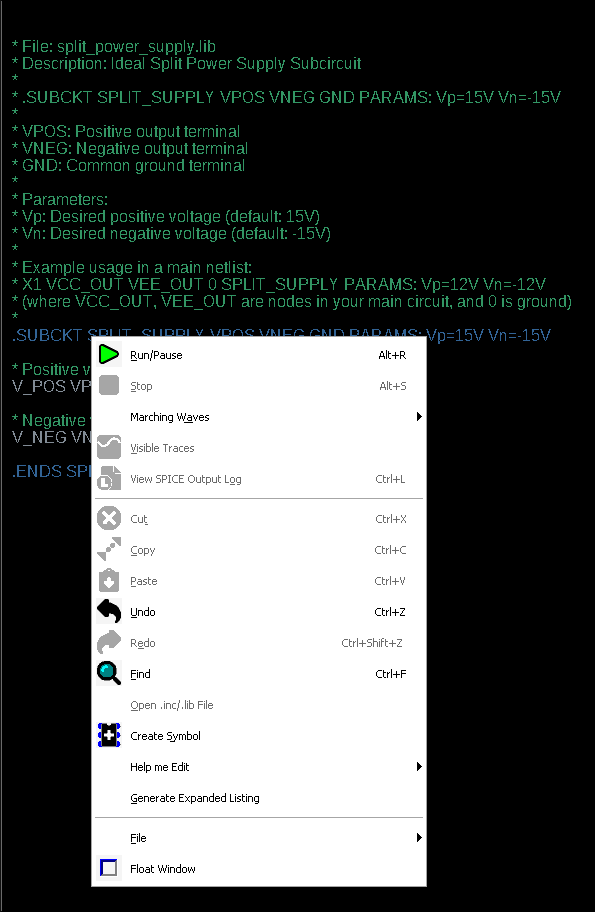 * File: split_power_supply.lib
* Description: Ideal Split Power Supply Subcircuit
*
* .SUBCKT SPLIT_SUPPLY VPOS VNEG GND PARAMS: Vp=15V Vn=-15V
*
* VPOS: Positive output terminal
* VNEG: Negative output terminal
* GND: Common ground terminal
*
* Parameters:
* Vp: Desired positive voltage (default: 15V)
* Vn: Desired negative voltage (default: -15V)
*
* Example usage in a main netlist:
* X1 VCC_OUT VEE_OUT 0 SPLIT_SUPPLY PARAMS: Vp=12V Vn=-12V
* (where VCC_OUT, VEE_OUT are nodes in your main circuit, and 0 is ground)
*
.SUBCKT SPLIT_SUPPLY VPOS VNEG GND PARAMS: Vp=15V Vn=-15V
* Positive v
V_POS VP
* Negative
V_NEG VN
.ENDS SPL
Run/Pause Alt+R
Stop Alt+S
Marching Waves
Visible Traces
View SPICE Output Log Ctrl+L
Cut Ctrl+X
Copy Ctrl+C
Paste Ctrl+V
Undo Ctrl+Z
Redo Ctrl+Shift+Z
Find Ctrl+F
Open .inc/.lib File
Create Symbol
Help me Edit
Generate Expanded Listing
File
Float Window